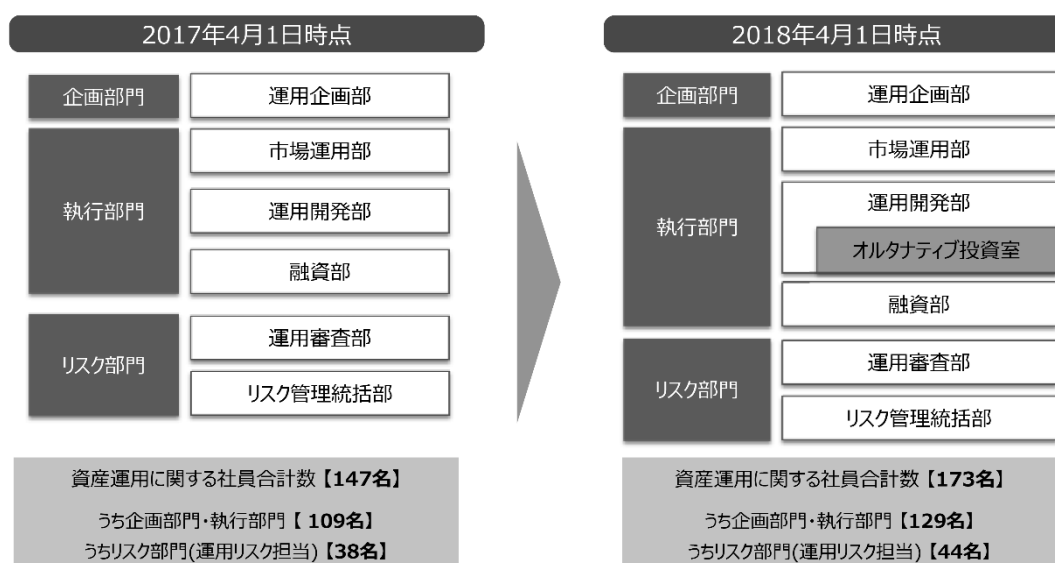 2017年4月1日時点
企画部門
運用企画部
執行部門
市場運用部
運用開発部
融資部
リスク部門
運用審査部
リスク管理統括部
資産運用に関する社員合計数【147名】
うち企画部門・執行部門【 109名】
うちリスク部門(運用リスク担当)【38名】
2018年4月1日時点
企画部門
運用企画部
執行部門
市場運用部
運用開発部
オルタナティブ投資室
融資部
リスク部門
運用審査部
リスク管理統括部
資産運用に関する社員合計数【173名】
うち企画部門・執行部門【129名】
うちリスク部門(運用リスク担当)【44名】